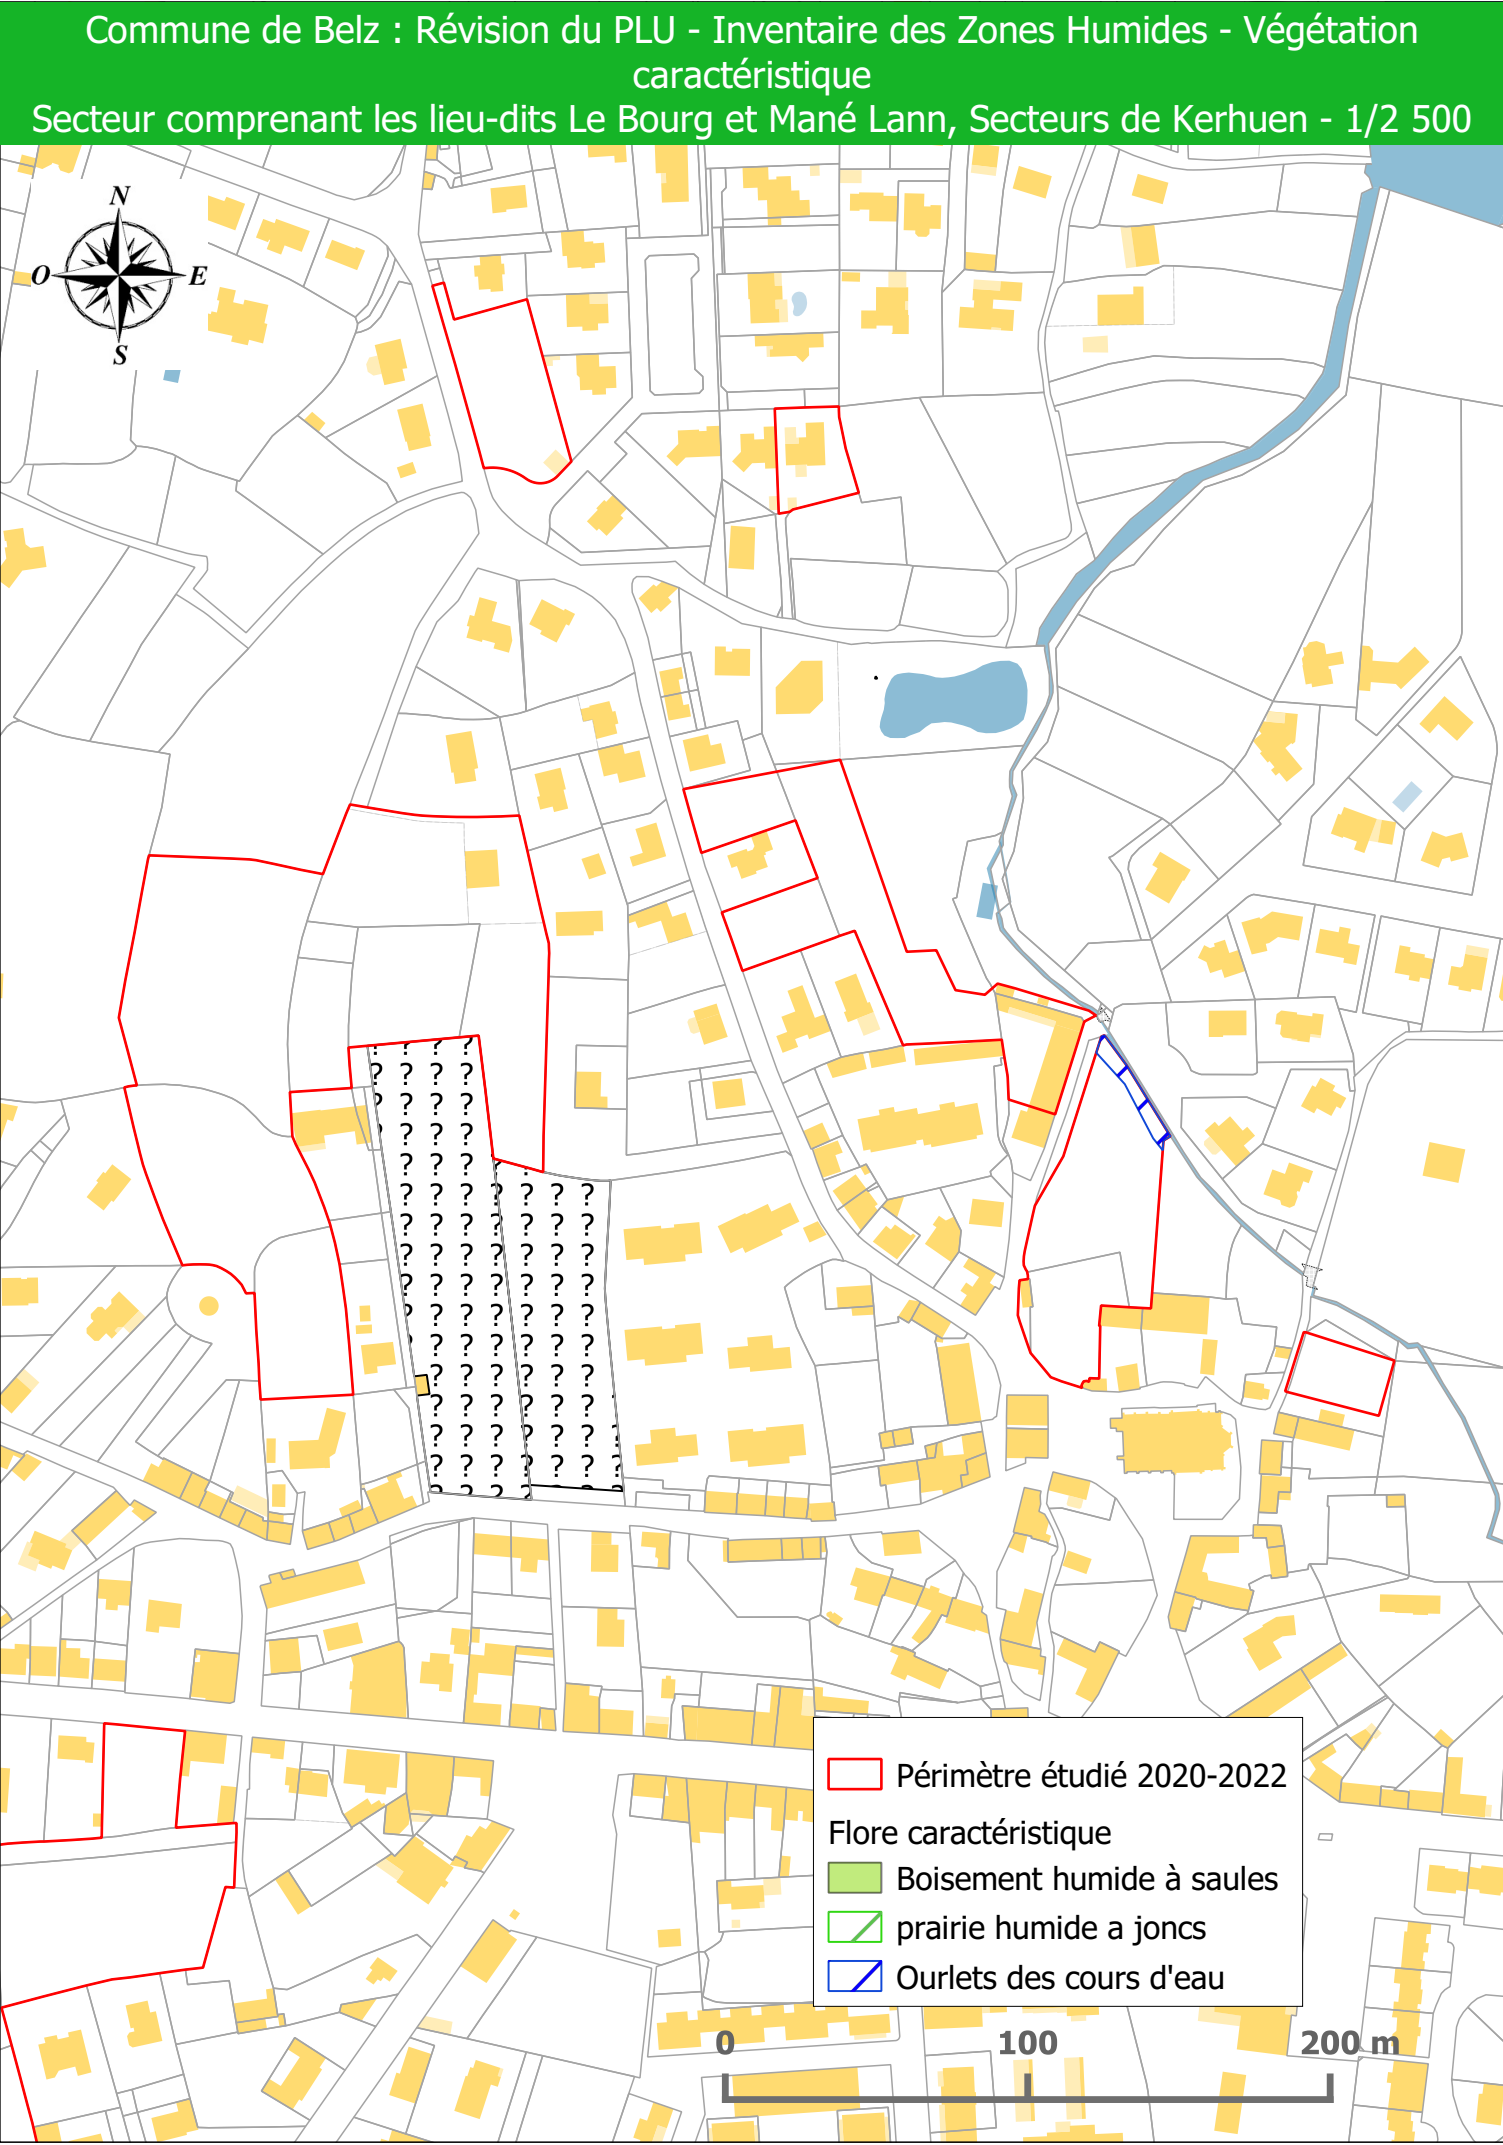 Commune de Belz : Révision du PLU - Inventaire des Zones Humides - Végétation
caractéristique
Secteur comprenant les lieu-dits Le Bourg et Mané Lann, Secteurs de Kerhuen - 1/2 500
N
O E
S
? ? ? ?
? ? ? ?
? ? ? ?
? ? ? ?
? ? ? ? ?
? ? ? ? ? ? ?
? ? ? ? ? ? ?
? ? ? ? ? ? ?
? ? ? ? ? ? ?
? ? ? ? ? ? ?
? ? ? ? ? ? ?
? ? ? ? ? ? ?
? ? ? ? ? ?
? ? ? ? ? ? ?
? ? ? ? ? ? ?
? ? ? ? ? ? ?
Périmètre étudié 2020-2022
Flore caractéristique
Boisement humide à saules
prairie humide a joncs
Ourlets des cours d'eau
0 100 200 m